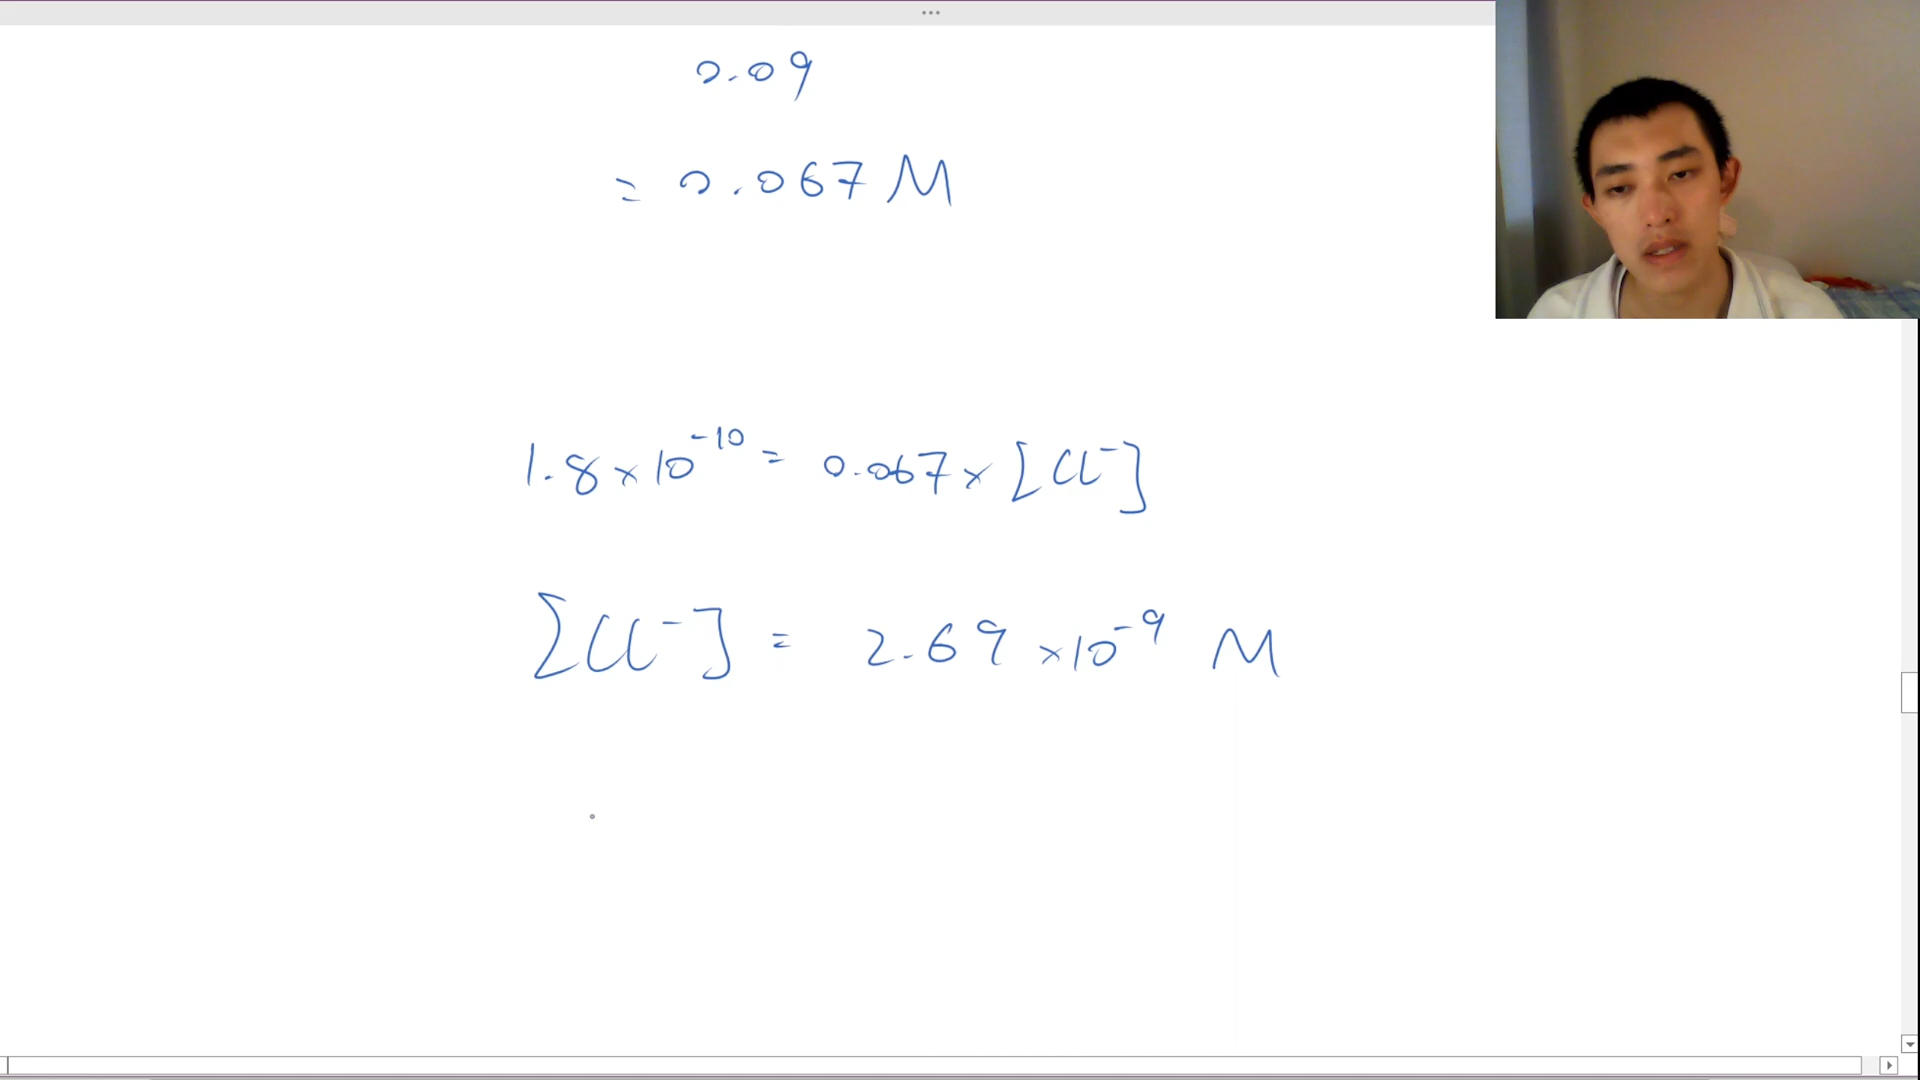 0.09
= 0.067 M
1.8 × 10⁻¹⁰ = 0.067 × [Cl⁻]
[Cl⁻] = 2.69 × 10⁻⁹ M